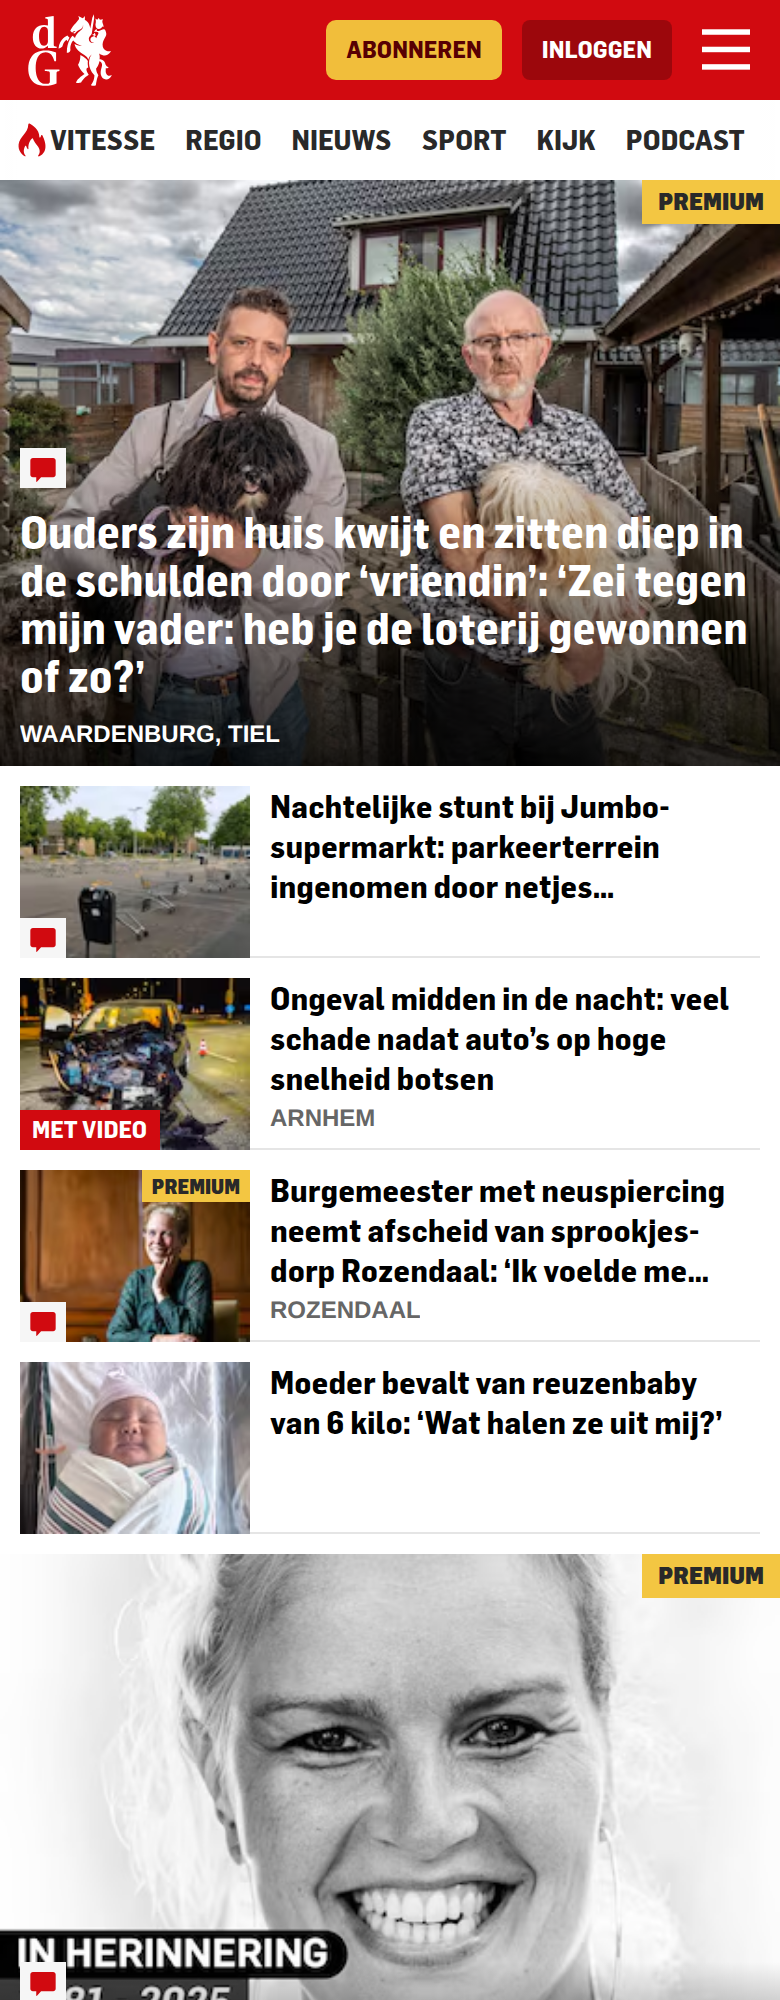 dG
ABONNEREN
INLOGGEN
VITESSE REGIO NIEUWS SPORT KIJK PODCAST
PREMIUM
Ouders zijn huis kwijt en zitten diep in
de schulden door ‘vriendin’: ‘Zei tegen
mijn vader: heb je de loterij gewonnen
of zo?’
WAARDENBURG, TIEL
Nachtelijke stunt bij Jumbo-
supermarkt: parkeerterrein
ingenomen door netjes...
MET VIDEO
Ongeval midden in de nacht: veel
schade nadat auto’s op hoge
snelheid botsen
ARNHEM
PREMIUM
Burgemeester met neuspiercing
neemt afscheid van sprookjes-
dorp Rozendaal: ‘Ik voelde me...
ROZENDAAL
Moeder bevalt van reuzenbaby
van 6 kilo: ‘Wat halen ze uit mij?’
PREMIUM
IN HERINNERING
- 2025